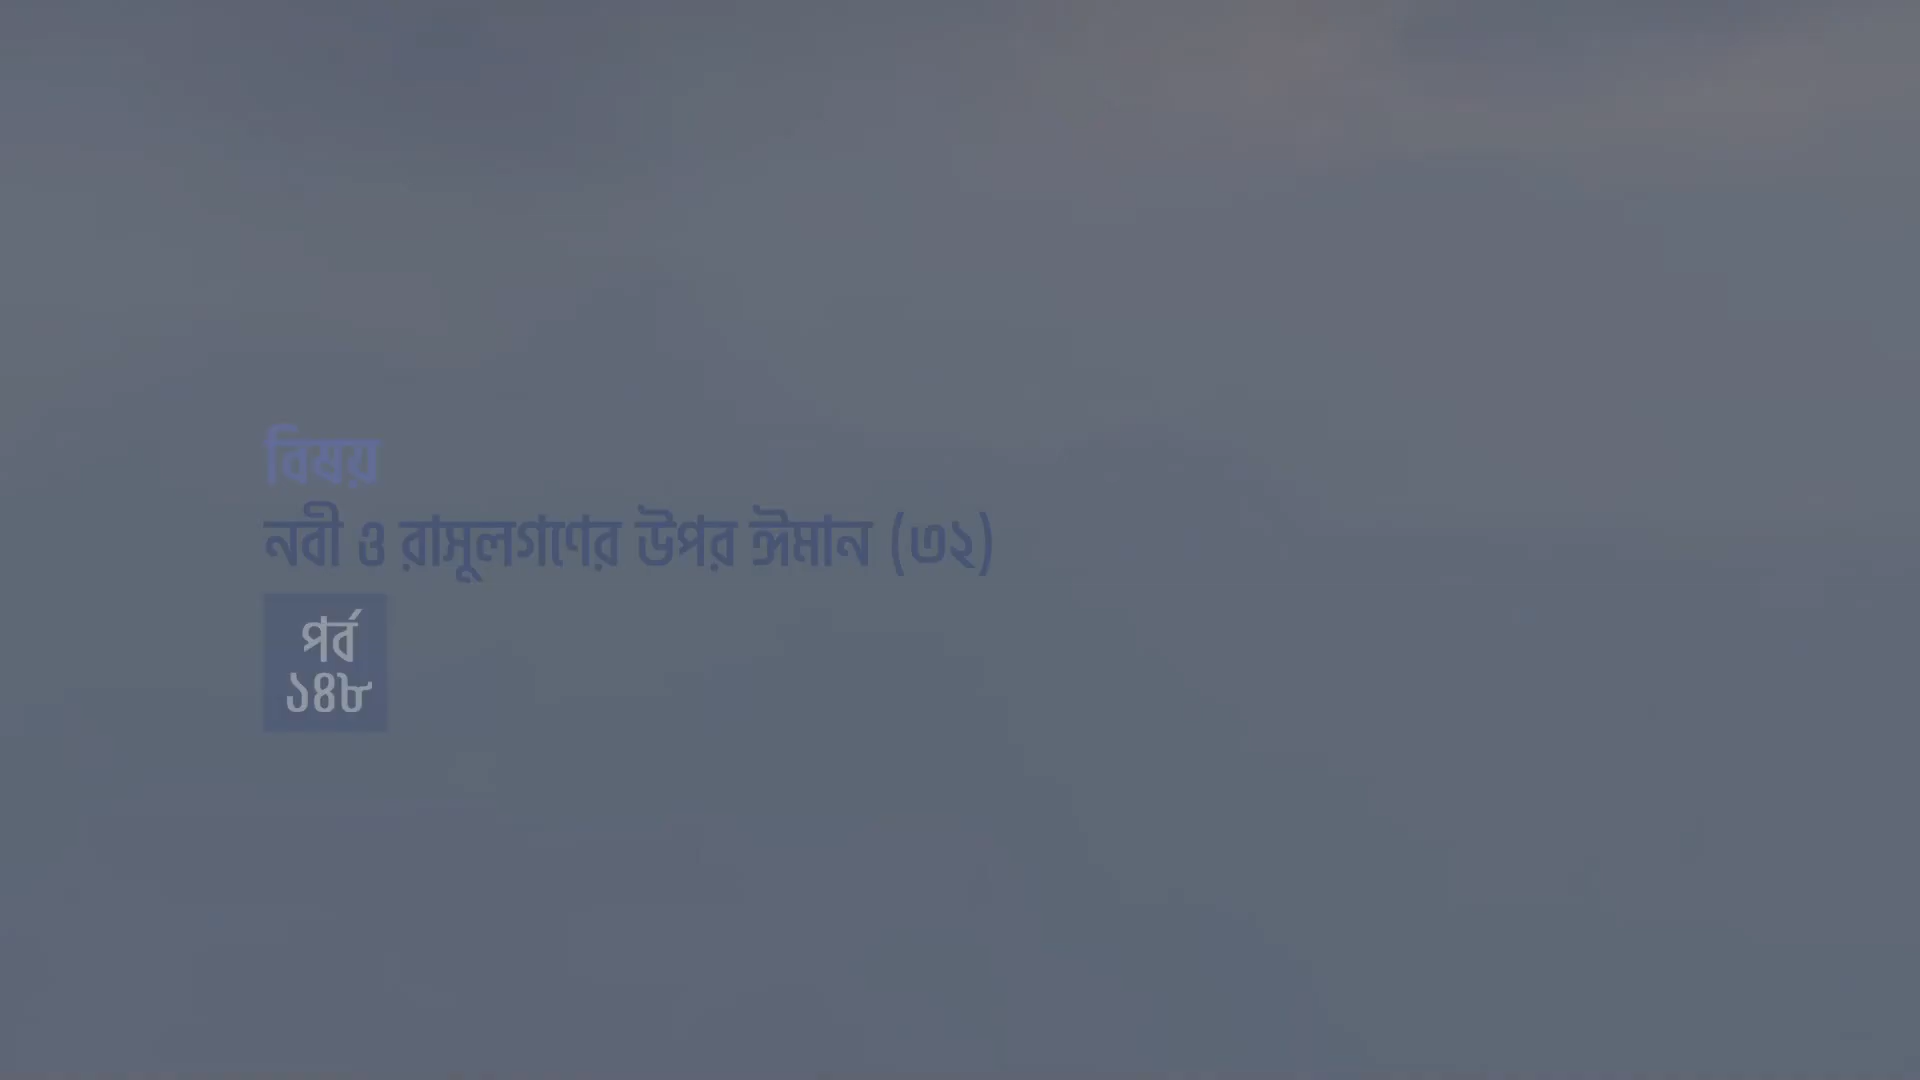 বিষয়
নবী ও রাসূলগণের উপর ঈমান (৩২)
পর্ব
১৪৮